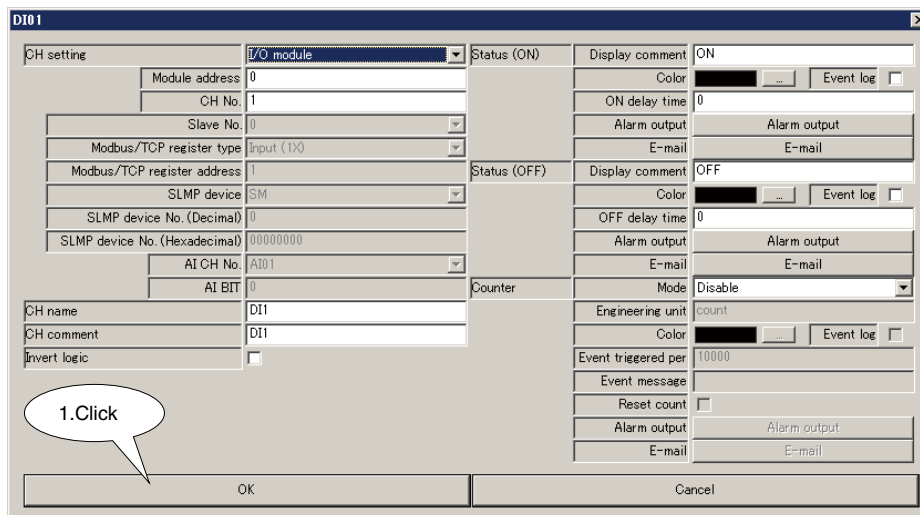 DI01
CH setting
I/O module
Module address 0
CH No. 1
Slave No. 0
Modbus/TCP register type Input (1X)
Modbus/TCP register address 1
SLMP device SM
SLMP device No. (Decimal) 0
SLMP device No. (Hexadecimal) 00000000
AI CH No. AI01
AI BIT 0
CH name DI1
CH comment DI1
Invert logic
Status (ON)
Display comment ON
Color ... Event log
ON delay time 0
Alarm output Alarm output
E-mail E-mail
Status (OFF)
Display comment OFF
Color ... Event log
OFF delay time 0
Alarm output Alarm output
E-mail E-mail
Counter
Mode Disable
Engineering unit count
Color ... Event log
Event triggered per 10000
Event message
Reset count
Alarm output Alarm output
E-mail E-mail
1.Click
OK
Cancel